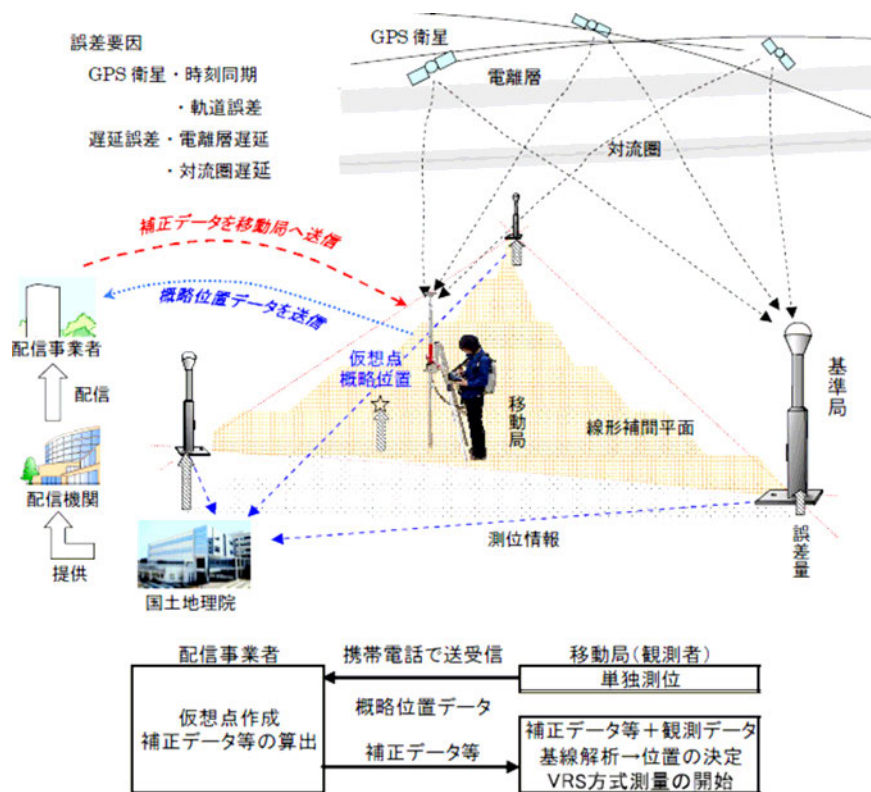 誤差要因
GPS 衛星・時刻同期
・軌道誤差
遅延誤差・電離層遅延
・対流圏遅延
GPS 衛星
電離層
対流圏
補正データを移動局へ送信
概略位置データを送信
配信事業者
配信
配信機関
提供
国土地理院
仮想点
概略位置
移動局
線形補間平面
基準局
測位情報
誤差量
配信事業者
携帯電話で送受信
移動局(観測者)
単独測位
仮想点作成
補正データ等の算出
概略位置データ
補正データ等
補正データ等+観測データ
基線解析→位置の決定
VRS方式測量の開始